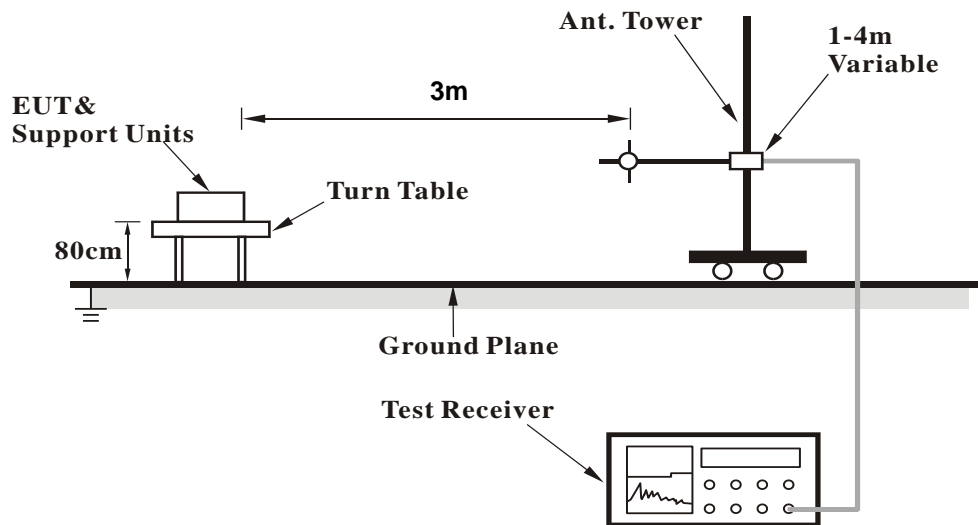 Ant. Tower
1-4m
Variable
3m
EUT&
Support Units
Turn Table
80cm
Ground Plane
Test Receiver